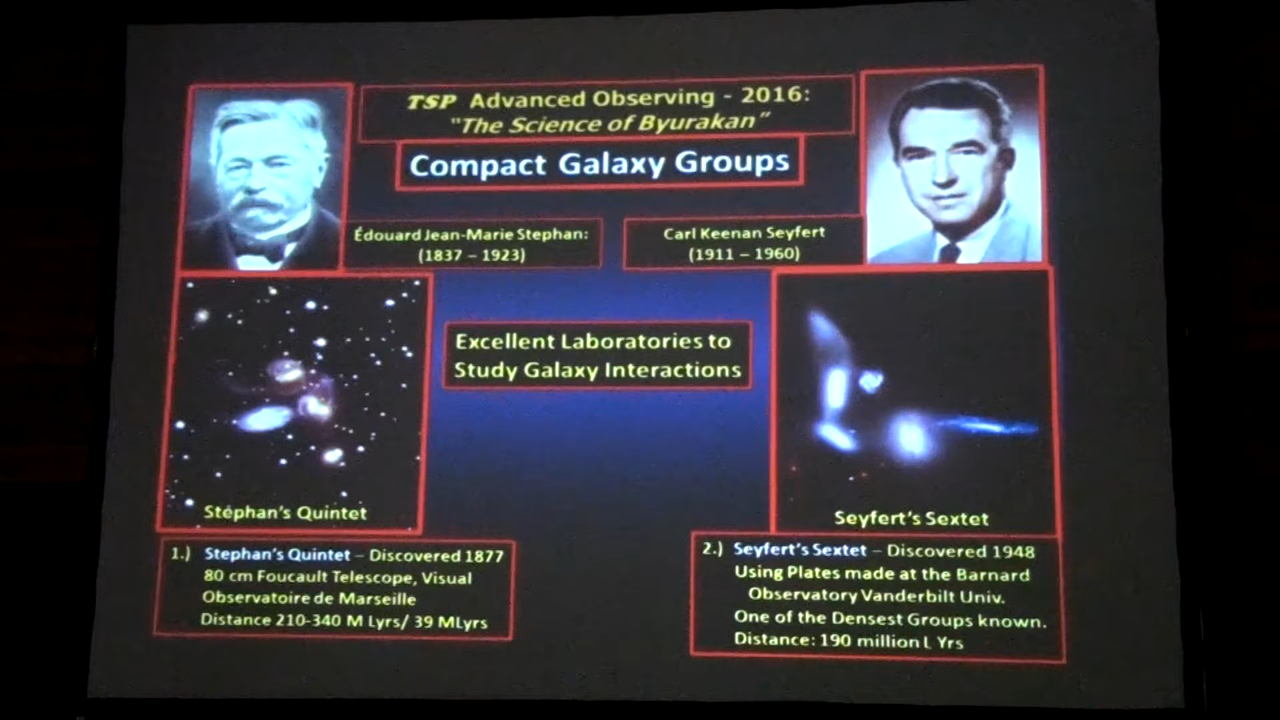 TSP Advanced Observing - 2016:
"The Science of Byurakan"
Compact Galaxy Groups
Édouard Jean-Marie Stephan:
(1837 – 1923)
Carl Keenan Seyfert
(1911 – 1960)
Excellent Laboratories to
Study Galaxy Interactions
Stephan's Quintet
Seyfert's Sextet
1.) Stephan's Quintet – Discovered 1877
80 cm Foucault Telescope, Visual
Observatoire de Marseille
Distance 210-340 M Lyrs/ 39 MLyrs
2.) Seyfert's Sextet – Discovered 1948
Using Plates made at the Barnard
Observatory Vanderbilt Univ.
One of the Densest Groups known.
Distance: 190 million L Yrs